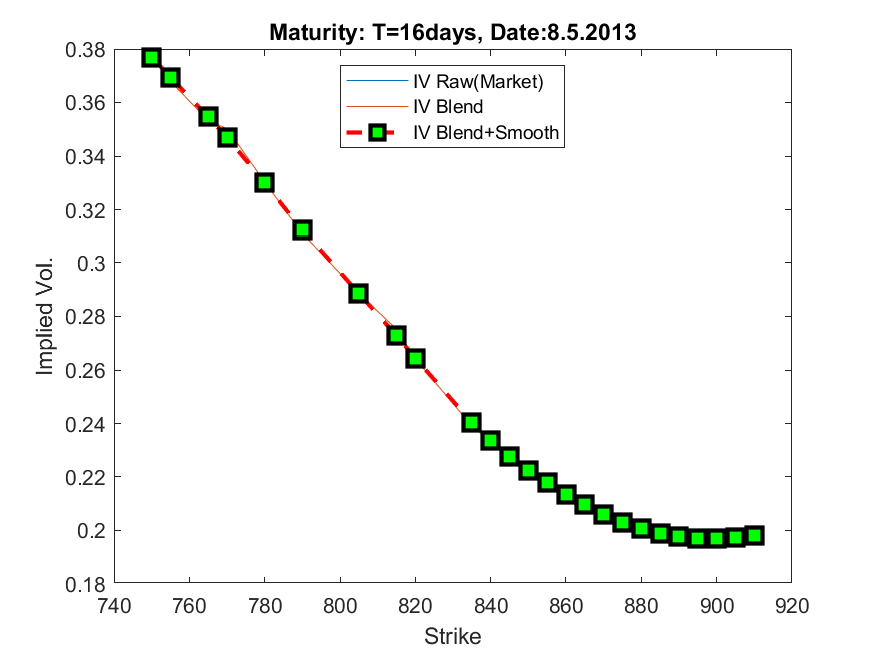 Maturity: T=16days, Date:8.5.2013
0.38
0.36
0.34
0.32
0.3
0.28
0.26
0.24
0.22
0.2
0.18
Implied Vol.
IV Raw(Market)
IV Blend
IV Blend+Smooth
740 760 780 800 820 840 860 880 900 920
Strike